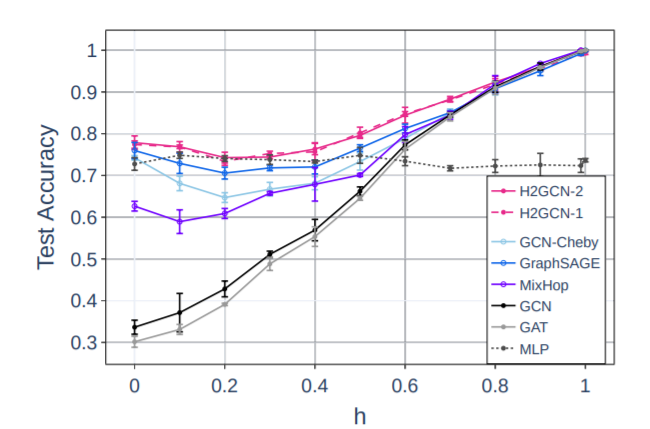 1
0.9
0.8
0.7
0.6
0.5
0.4
0.3
Test Accuracy
H2GCN-2
H2GCN-1
GCN-Cheby
GraphSAGE
MixHop
GCN
GAT
MLP
0 0.2 0.4 0.6 0.8 1
h